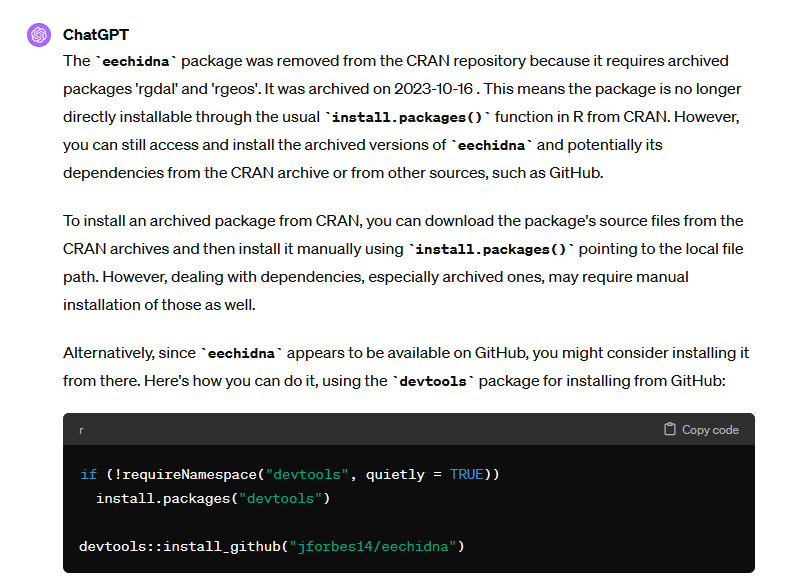 ChatGPT
The `eechidna` package was removed from the CRAN repository because it requires archived
packages 'rgdal' and 'rgeos'. It was archived on 2023-10-16 . This means the package is no longer
directly installable through the usual `install.packages()` function in R from CRAN. However,
you can still access and install the archived versions of `eechidna` and potentially its
dependencies from the CRAN archive or from other sources, such as GitHub.
To install an archived package from CRAN, you can download the package's source files from the
CRAN archives and then install it manually using `install.packages()` pointing to the local file
path. However, dealing with dependencies, especially archived ones, may require manual
installation of those as well.
Alternatively, since `eechidna` appears to be available on GitHub, you might consider installing it
from there. Here's how you can do it, using the `devtools` package for installing from GitHub:
r Copy code
if (!requireNamespace("devtools", quietly = TRUE))
  install.packages("devtools")
devtools::install_github("jforbes14/eechidna")